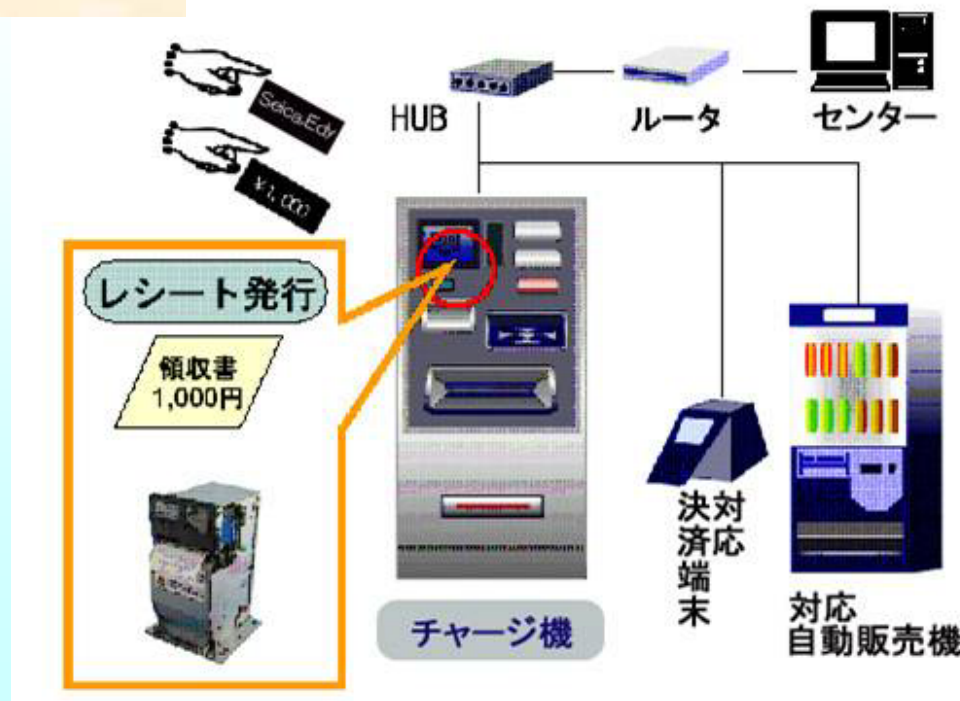 Seica.Edy
¥1,000
HUB
ルータ
センター
レシート発行
領収書
1,000円
チャージ機
対応
決済端末
対応
自動販売機